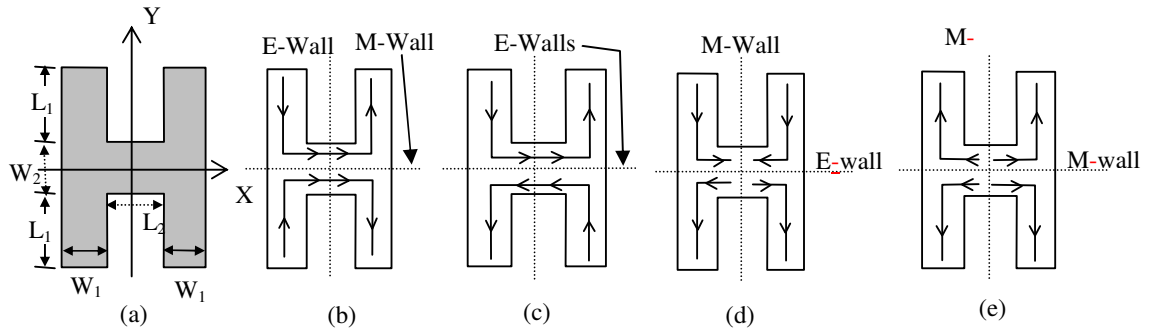 Y
E-Wall M-Wall
E-Walls
M-Wall
M-
L1
W2
X
L1
L2
W1
W1
E-wall
M-wall
(a)
(b)
(c)
(d)
(e)